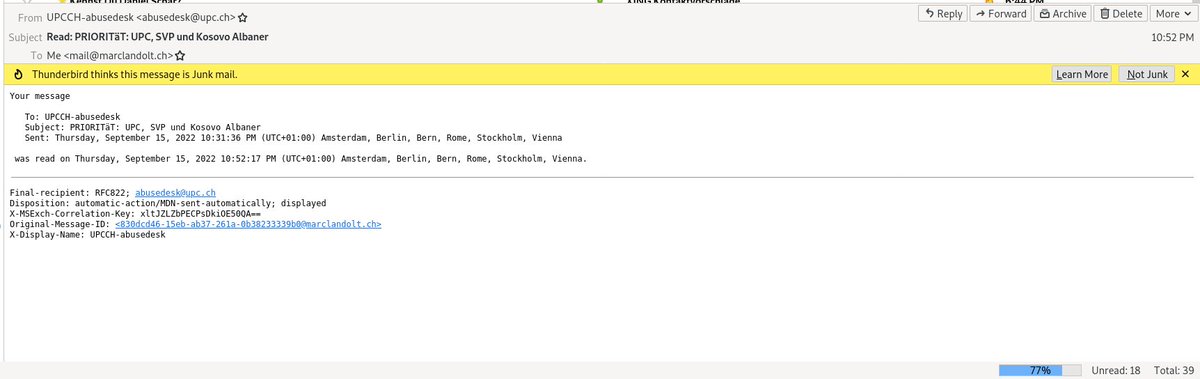 From UPCCH-abusedesk <abusedesk@upc.ch>
Reply Forward Archive Delete More
Subject Read: PRIORITäT: UPC, SVP und Kosovo Albaner
10:52 PM
To Me <mail@marclandolt.ch>
Thunderbird thinks this message is Junk mail.
Learn More Not Junk
Your message
To: UPCCH-abusedesk
Subject: PRIORITäT: UPC, SVP und Kosovo Albaner
Sent: Thursday, September 15, 2022 10:31:36 PM (UTC+01:00) Amsterdam, Berlin, Bern, Rome, Stockholm, Vienna
was read on Thursday, September 15, 2022 10:52:17 PM (UTC+01:00) Amsterdam, Berlin, Bern, Rome, Stockholm, Vienna.
Final-recipient: RFC822; abusedesk@upc.ch
Disposition: automatic-action/MDN-sent-automatically; displayed
X-MSExch-Correlation-Key: xltJZLZbPECPsDkiOE50QA==
Original-Message-ID: <830dcd46-15eb-ab37-261a-0b38233339b0@marclandolt.ch>
X-Display-Name: UPCCH-abusedesk
77% Unread: 18 Total: 39